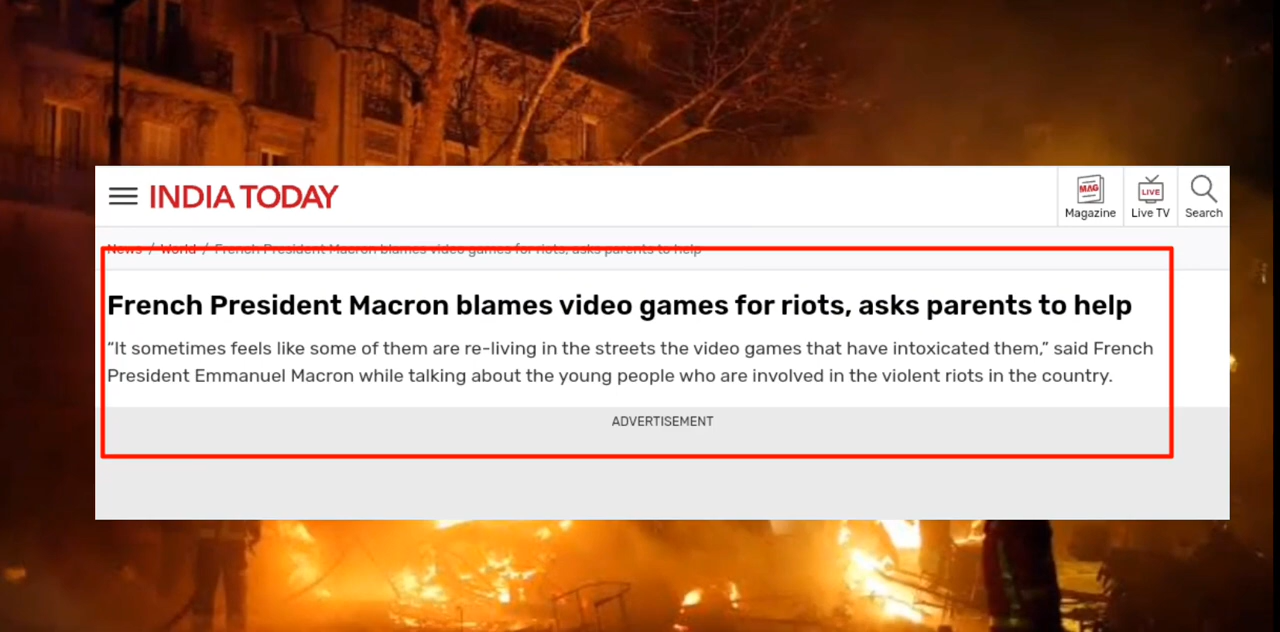 INDIA TODAY
MAG
Magazine
LIVE
Live TV
Search
News / World / French President Macron blames video games for riots, asks parents to help
French President Macron blames video games for riots, asks parents to help
“It sometimes feels like some of them are re-living in the streets the video games that have intoxicated them,” said French
President Emmanuel Macron while talking about the young people who are involved in the violent riots in the country.
ADVERTISEMENT